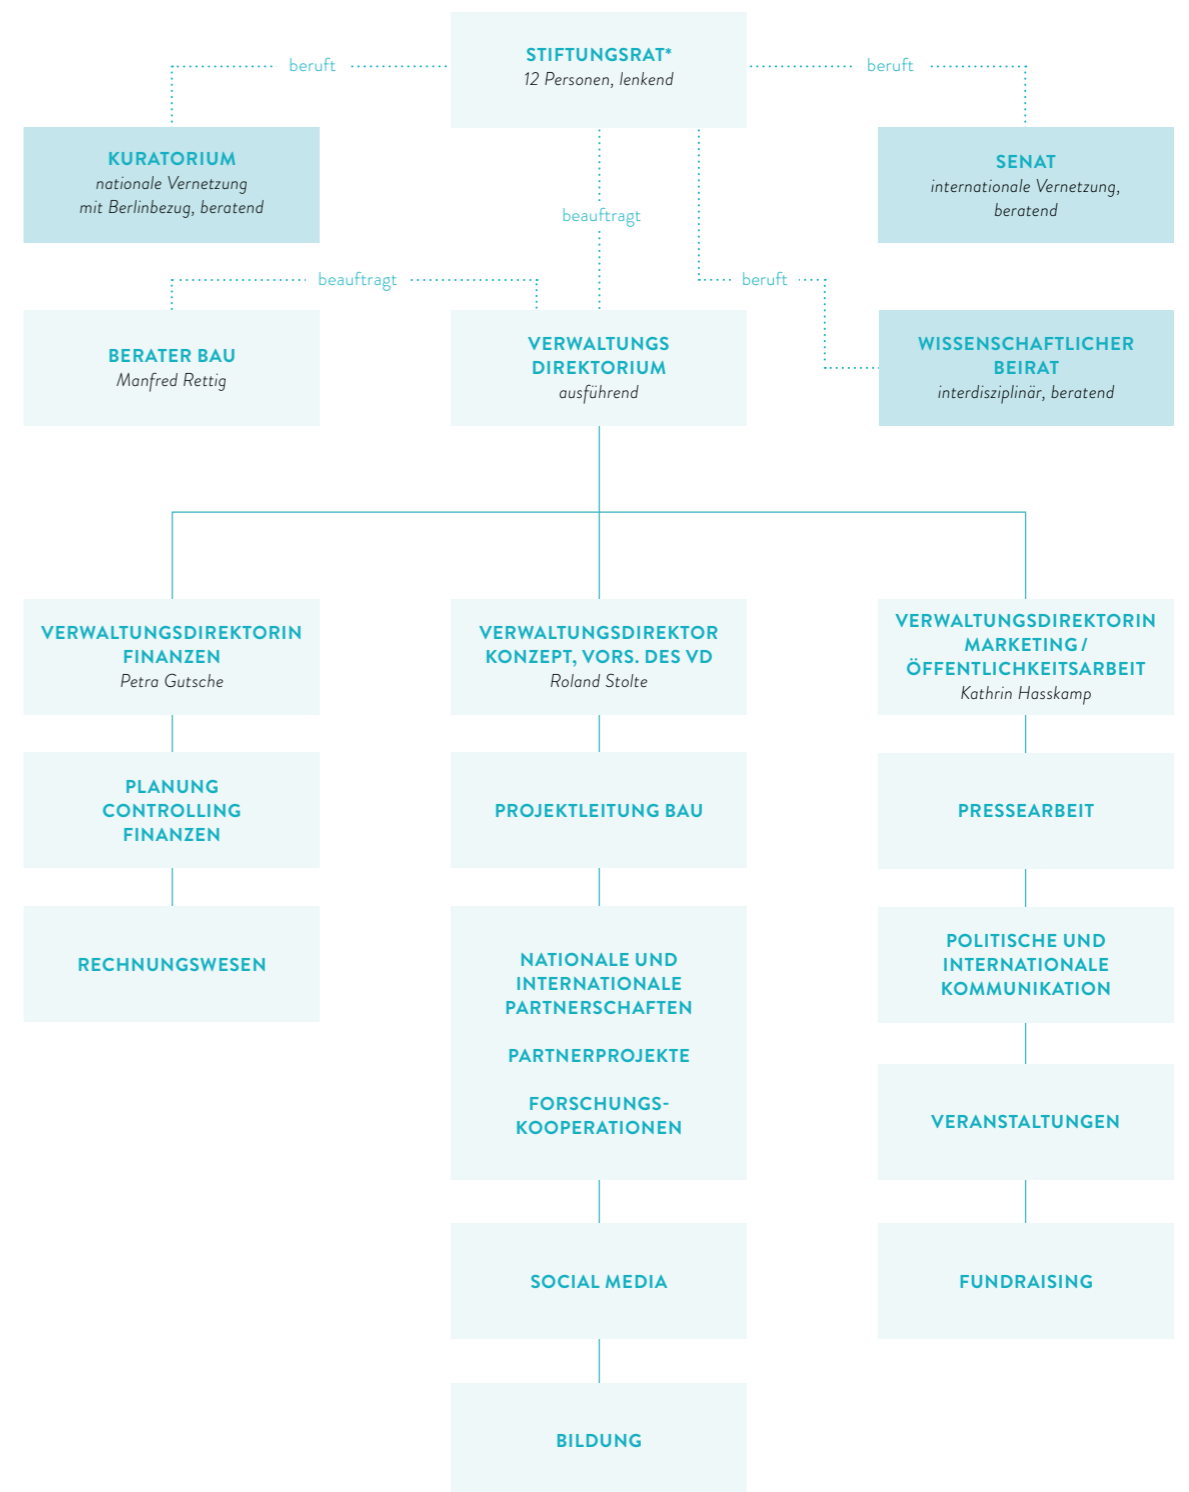 STIFTUNGSRAT*
12 Personen, lenkend
beruft
beruft
KURATORIUM
nationale Vernetzung
mit Berlinbezug, beratend
SENAT
internationale Vernetzung,
beratend
beauftragt
beauftragt
beruft
BERATER BAU
Manfred Rettig
VERWALTUNGS
DIREKTORIUM
ausführend
WISSENSCHAFTLICHER
BEIRAT
interdisziplinär, beratend
VERWALTUNGSDIREKTORIN
FINANZEN
Petra Gutsche
VERWALTUNGSDIREKTOR
KONZEPT, VORS. DES VD
Roland Stolte
VERWALTUNGSDIREKTORIN
MARKETING /
ÖFFENTLICHKEITSARBEIT
Kathrin Hasskamp
PLANUNG
CONTROLLING
FINANZEN
PROJEKTLEITUNG BAU
PRESSEARBEIT
RECHNUNGSWESEN
NATIONALE UND
INTERNATIONALE
PARTNERSCHAFTEN
PARTNERPROJEKTE
FORSCHUNGS-
KOOPERATIONEN
POLITISCHE UND
INTERNATIONALE
KOMMUNIKATION
VERANSTALTUNGEN
SOCIAL MEDIA
FUNDRAISING
BILDUNG